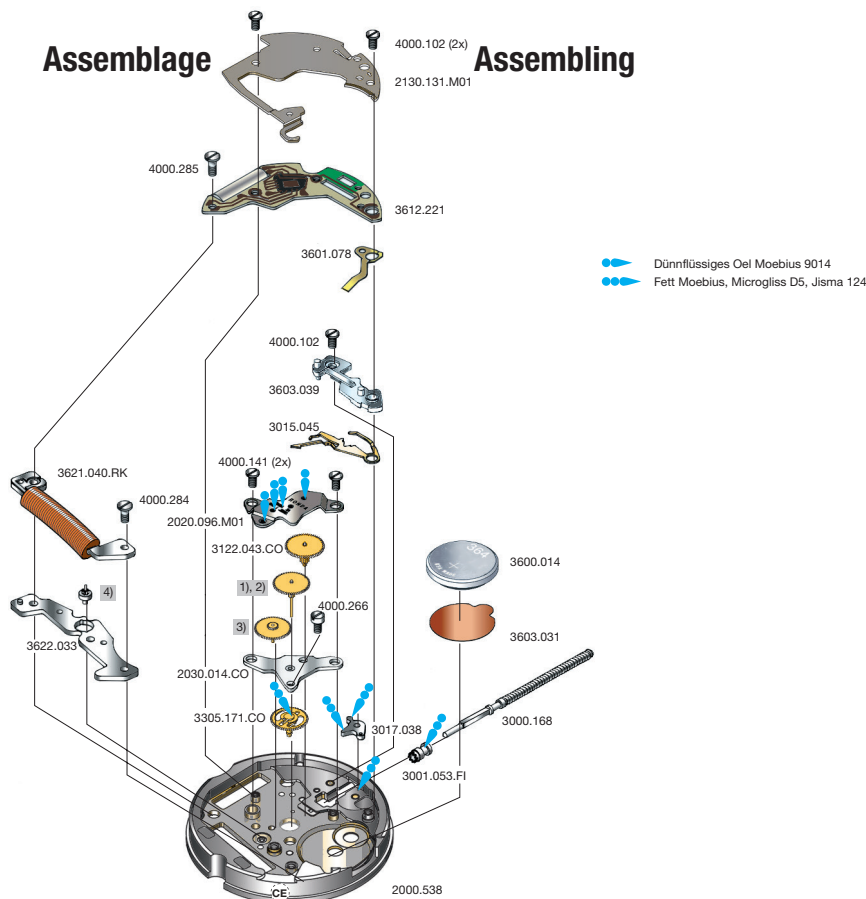 Assemblage
Assembling
4000.102 (2x)
2130.131.M01
4000.285
3612.221
3601.078
Dünnflüssiges Oel Moebius 9014
Fett Moebius, Microgliss D5, Jisma 124
4000.102
3603.039
3015.045
4000.141 (2x)
3621.040.RK
4000.284
2020.096.M01
3122.043.CO
364
3600.014
1), 2)
4)
4000.266
3)
3603.031
3622.033
2030.014.CO
3305.171.CO
3017.038
3000.168
3001.053.FI
CE
2000.538